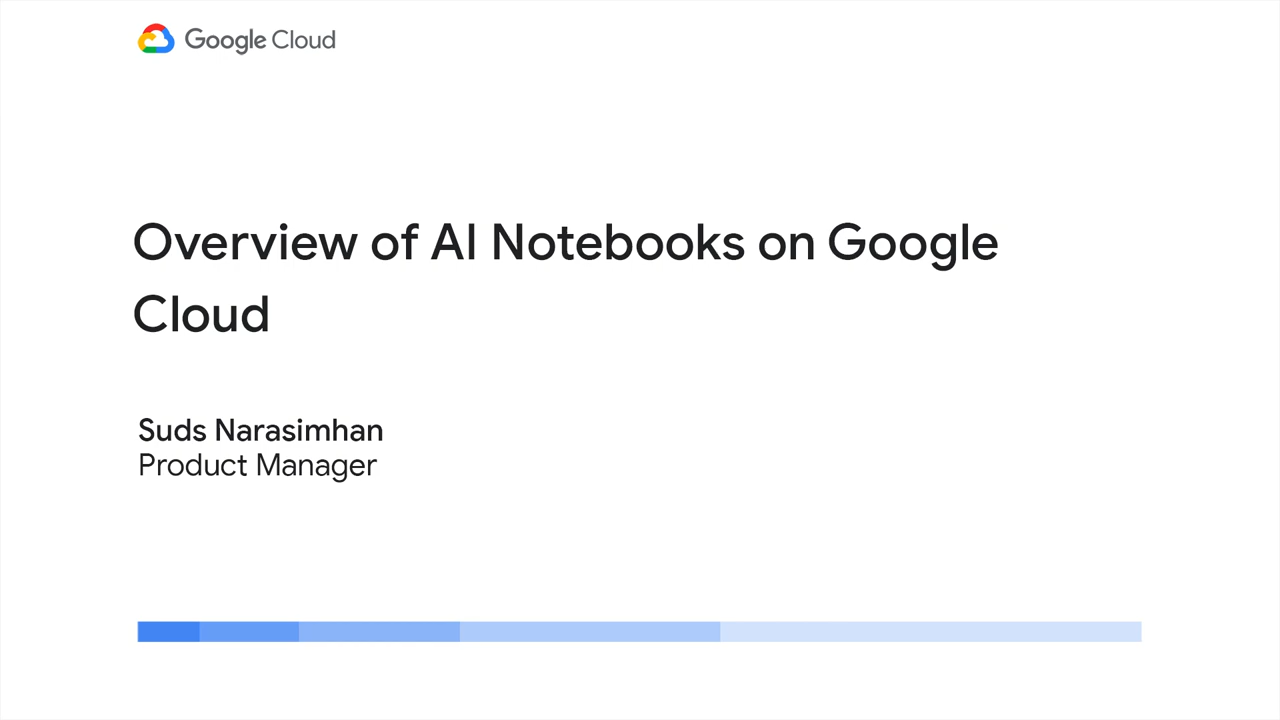 Google Cloud
Overview of AI Notebooks on Google
Cloud
Suds Narasimhan
Product Manager